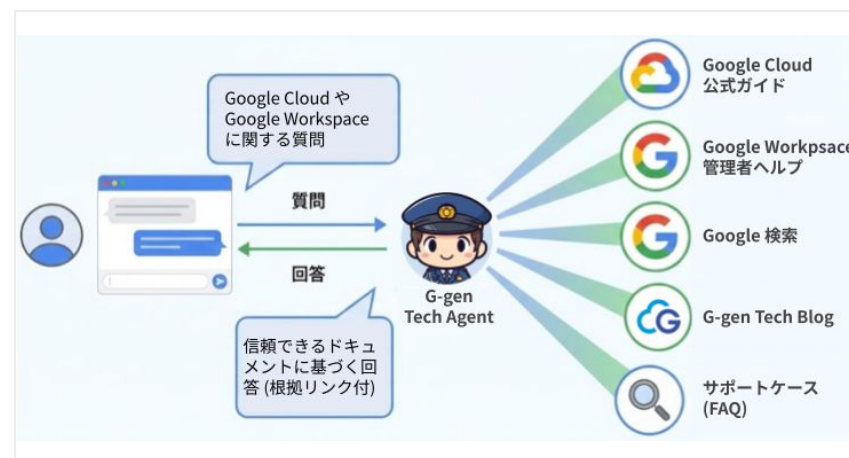 Google Cloud や
Google Workspace
に関する質問
質問
回答
G-gen
Tech Agent
信頼できるドキュ
メントに基づく回
答 (根拠リンク付)
Google Cloud
公式ガイド
Google Workpsace
管理者ヘルプ
Google 検索
G-gen Tech Blog
サポートケース
(FAQ)